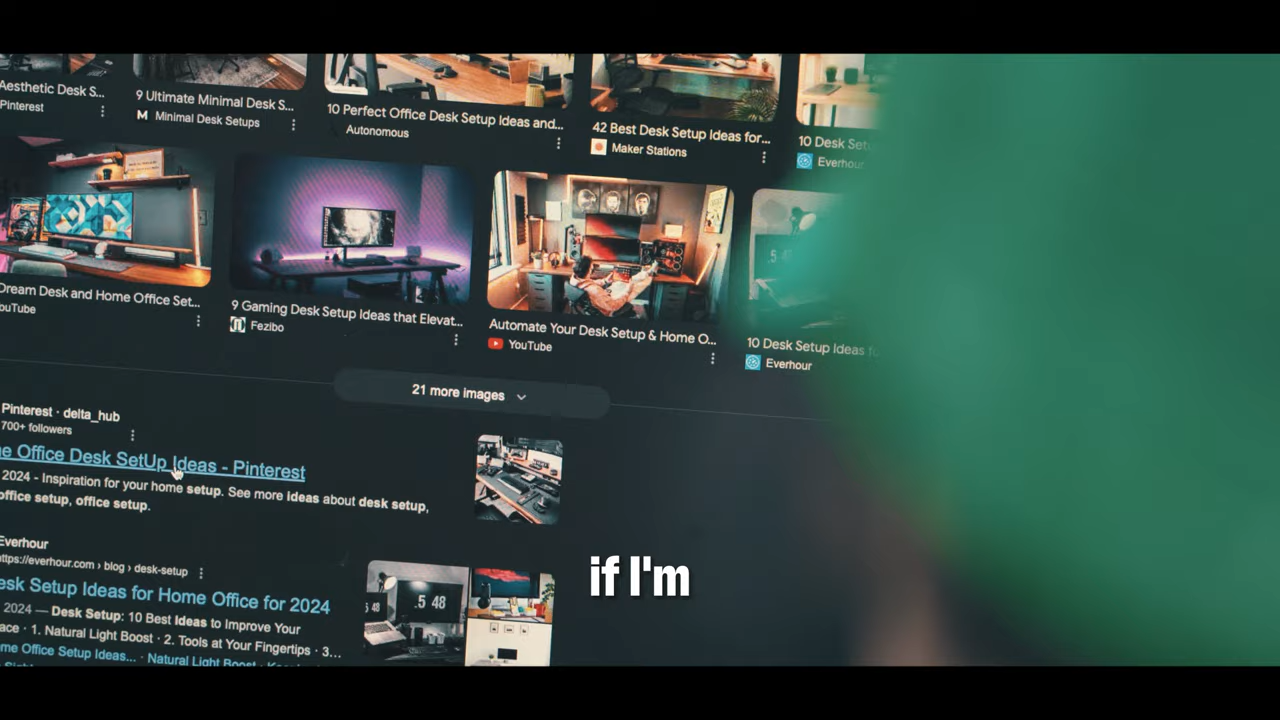 Aesthetic Desk S...
Pinterest
9 Ultimate Minimal Desk S...
Minimal Desk Setups
10 Perfect Office Desk Setup Ideas and...
Autonomous
42 Best Desk Setup Ideas for...
Maker Stations
10 Desk Set
Everhour
Dream Desk and Home Office Set...
ouTube
9 Gaming Desk Setup Ideas that Elevat...
Fezibo
Automate Your Desk Setup & Home O...
YouTube
10 Desk Setup Ideas fo
Everhour
21 more images
Pinterest · delta_hub
700+ followers
me Office Desk SetUp Ideas - Pinterest
2024 - Inspiration for your home setup. See more ideas about desk setup,
office setup, office setup.
Everhour
https://everhour.com › blog › desk-setup
esk Setup Ideas for Home Office for 2024
2024 — Desk Setup: 10 Best Ideas to Improve Your
ace · 1. Natural Light Boost · 2. Tools at Your Fingertips · 3...
me Office Setup Ideas... · Natural Light Boost ·
.5 48
if I'm